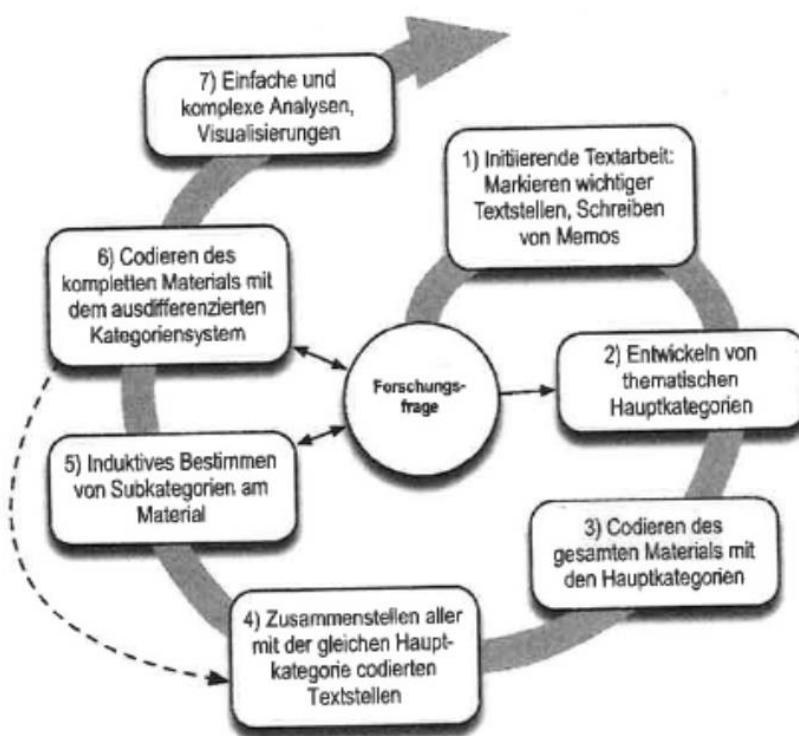 1) Initiierende Textarbeit:
Markieren wichtiger
Textstellen, Schreiben
von Memos
2) Entwickeln von
thematischen
Hauptkategorien
3) Codieren des
gesamten Materials mit
den Hauptkategorien
4) Zusammenstellen aller
mit der gleichen Haupt-
kategorie codierten
Textstellen
5) Induktives Bestimmen
von Subkategorien am
Material
6) Codieren des
kompletten Materials mit
dem ausdifferenzierten
Kategoriensystem
7) Einfache und
komplexe Analysen,
Visualisierungen
Forschungs-
frage